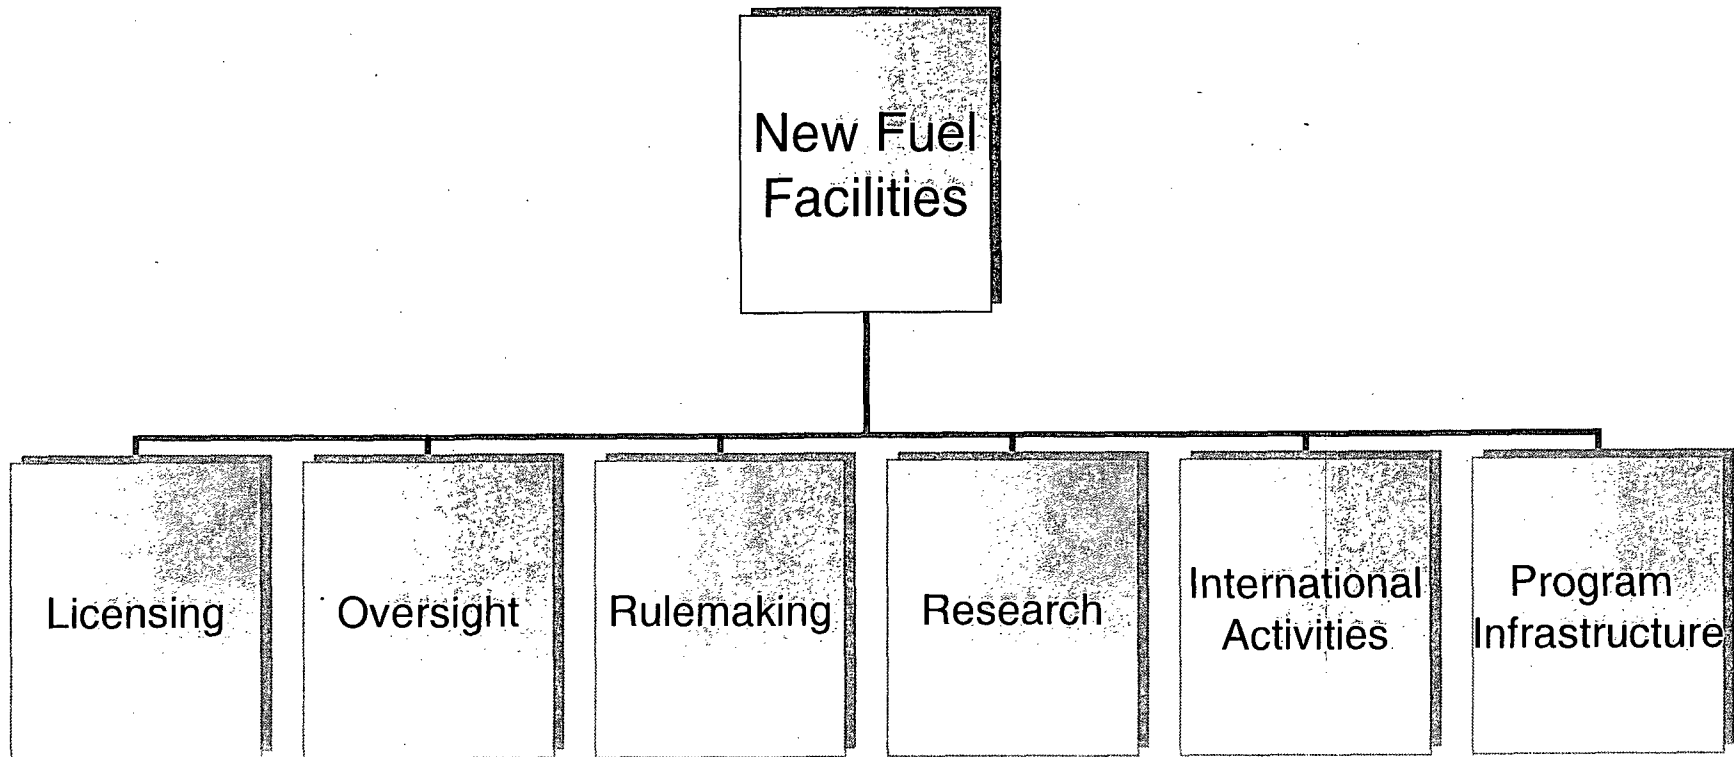 New Fuel
Facilities
Licensing
Oversight
Rulemaking
Research
International
Activities
Program
Infrastructure